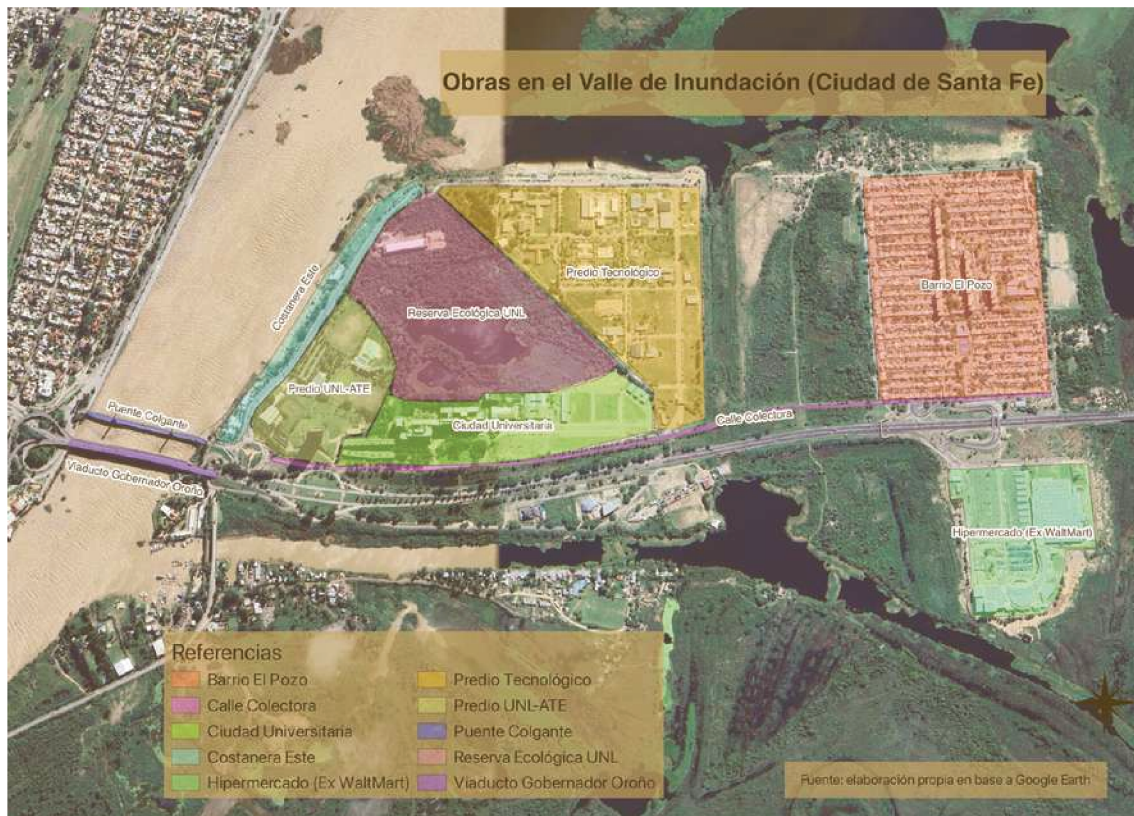 Obras en el Valle de Inundación (Ciudad de Santa Fe)
Costanera Este
Predio Tecnológico
Barrio El Pozo
Reserva Ecológica UNL
Predio UNL-ATE
Puente Colgante
Ciudad Universitaria
Calle Colectora
Viaducto Gobernador Oroño
Hipermercado (Ex WaltMart)
Referencias
Barrio El Pozo
Calle Colectora
Ciudad Universitaria
Costanera Este
Hipermercado (Ex WaltMart)
Predio Tecnológico
Predio UNL-ATE
Puente Colgante
Reserva Ecológica UNL
Viaducto Gobernador Oroño
Fuente: elaboración propia en base a Google Earth